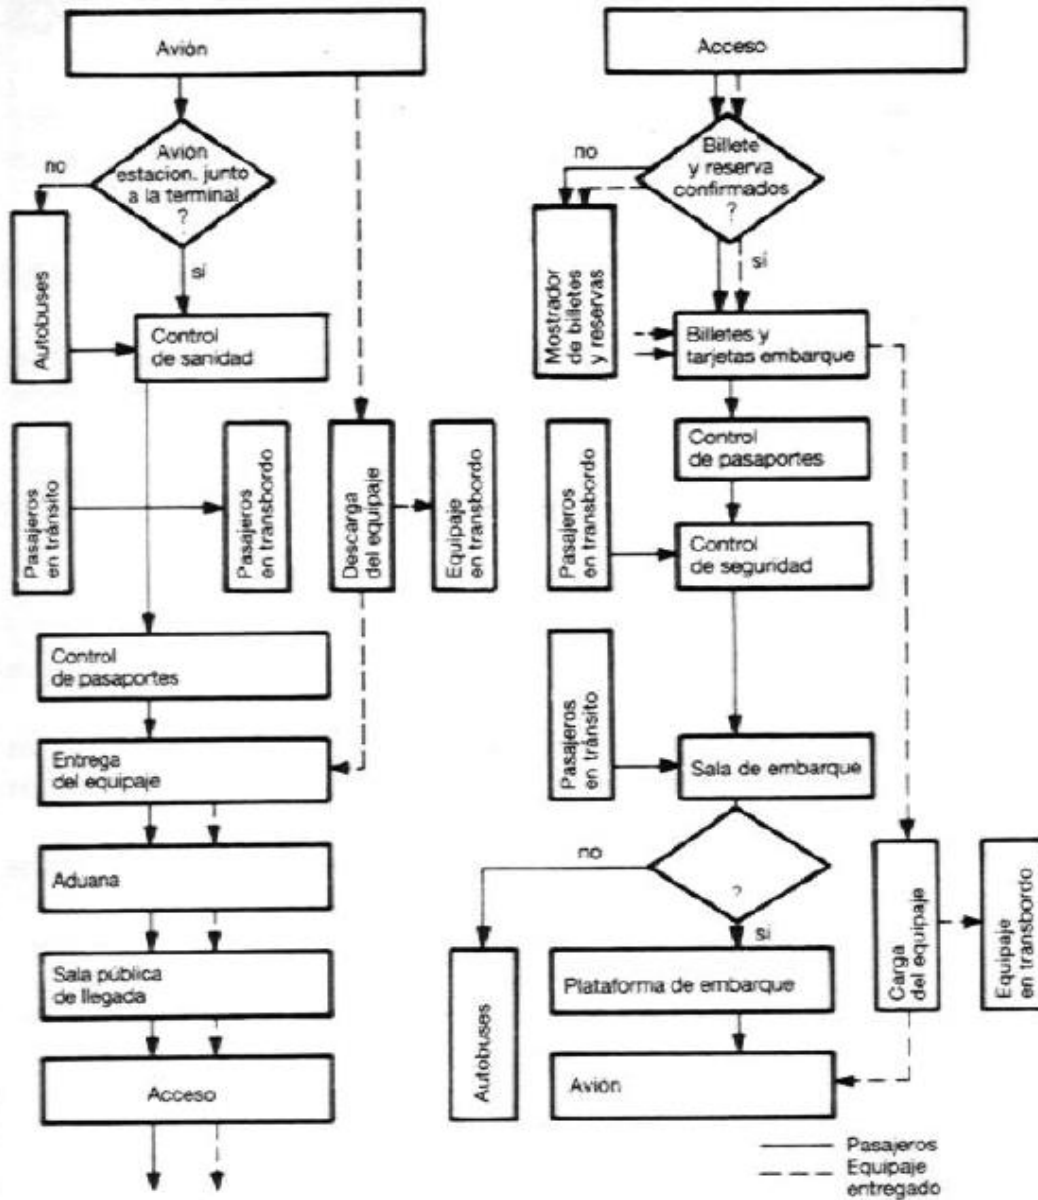 Avión
Avión
estacion. junto
a la terminal
?
no
sí
Autobuses
Control
de sanidad
Pasajeros
en tránsito
Pasajeros
en transbordo
Descarga
del equipaje
Equipaje
en transbordo
Control
de pasaportes
Entrega
del equipaje
Aduana
Sala pública
de llegada
Acceso
Acceso
Billete
y reserva
confirmados
?
no
sí
Mostrador
de billetes
y reservas
Billetes y
tarjetas embarque
Control
de pasaportes
Pasajeros
en transbordo
Control
de seguridad
Pasajeros
en tránsito
Sala de embarque
no
?
sí
Autobuses
Plataforma de embarque
Carga
del equipaje
Equipaje
en transbordo
Avión
Pasajeros
Equipaje
entregado